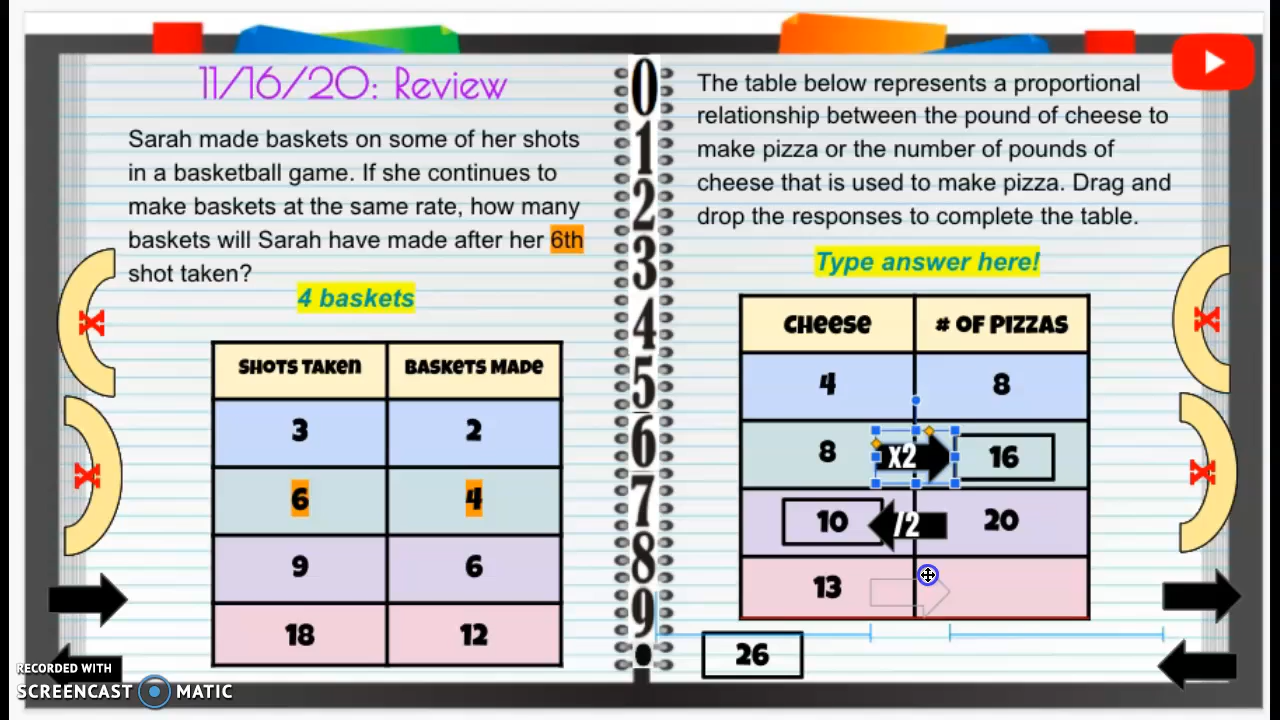 11/16/20: Review
Sarah made baskets on some of her shots
in a basketball game. If she continues to
make baskets at the same rate, how many
baskets will Sarah have made after her 6th
shot taken?
4 baskets
SHOTS TAKEN BASKETS MADE
3 2
6 4
9 6
18 12
0
1
2
3
4
5
6
7
8
9
The table below represents a proportional
relationship between the pound of cheese to
make pizza or the number of pounds of
cheese that is used to make pizza. Drag and
drop the responses to complete the table.
Type answer here!
CHEESE # OF PIZZAS
4 8
8 X2 16
10 /2 20
13
26
RECORDED WITH
SCREENCAST MATIC